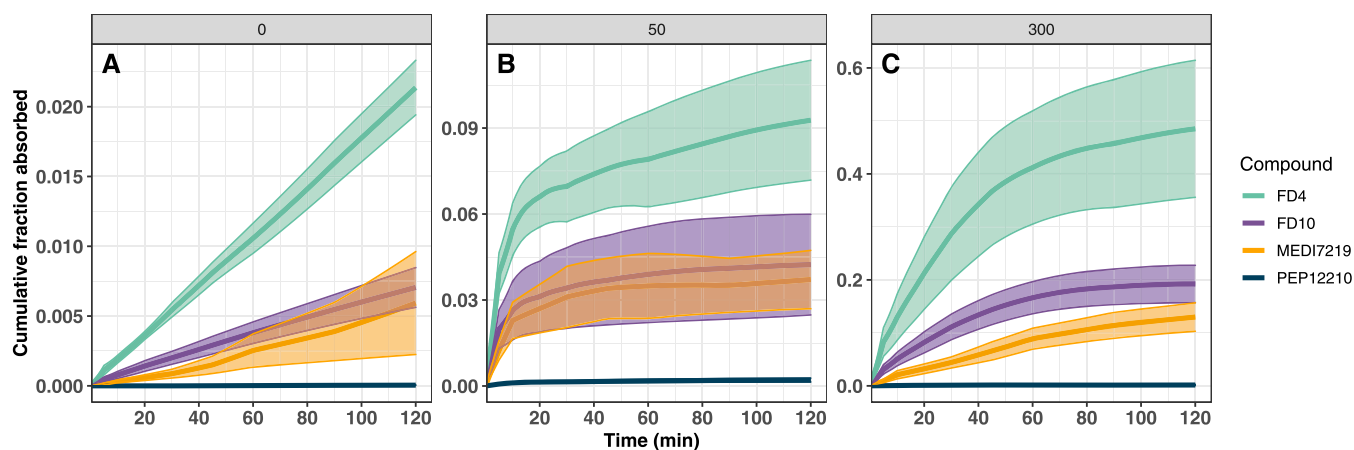 0
50
300
A
B
C
Cumulative fraction absorbed
0.020
0.015
0.010
0.005
0.000
0.09
0.06
0.03
0.00
0.6
0.4
0.2
0.0
20 40 60 80 100 120
20 40 60 80 100 120
20 40 60 80 100 120
Time (min)
Compound
FD4
FD10
MEDI7219
PEP12210